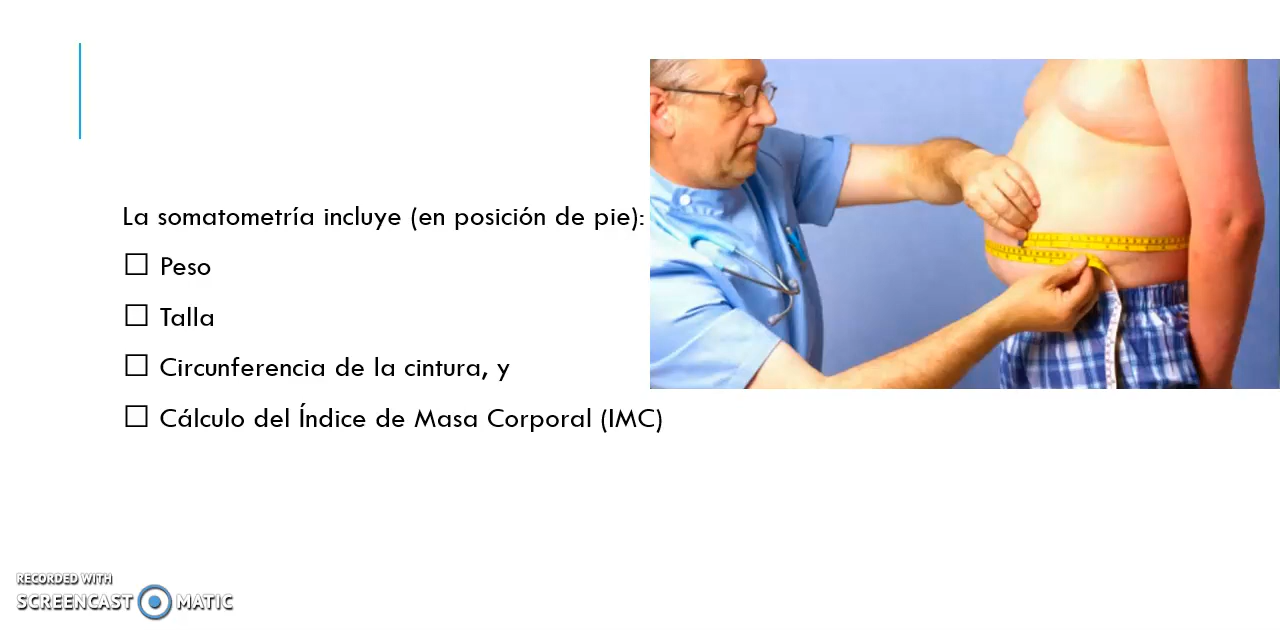 La somatometría incluye (en posición de pie):
☐ Peso
☐ Talla
☐ Circunferencia de la cintura, y
☐ Cálculo del Índice de Masa Corporal (IMC)
RECORDED WITH
SCREENCAST MATIC